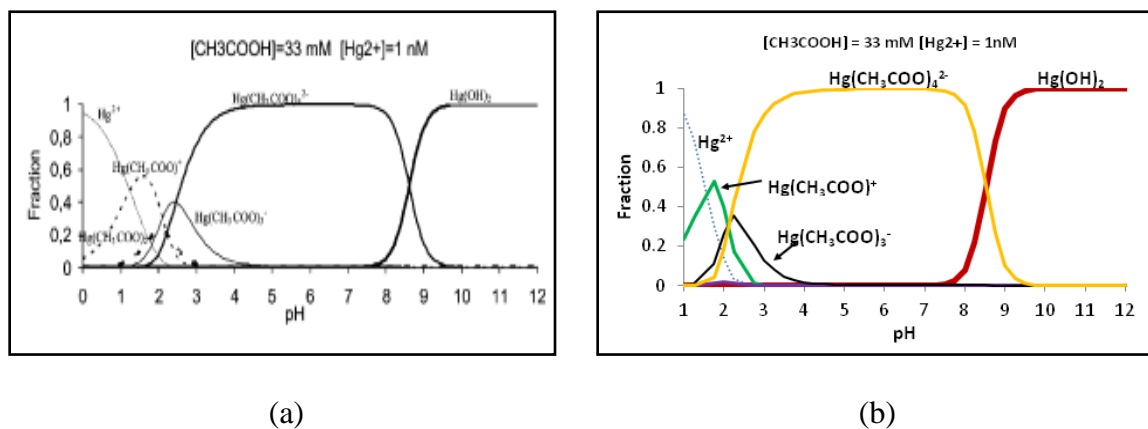 [CH3COOH]=33 mM [Hg2+]=1 nM
Fraction
1
0,8
0,6
0,4
0,2
0
Hg²⁺
Hg(CH₃COO)⁺
Hg(CH₃COO)₂
Hg(CH₃COO)₃⁻
Hg(CH₃COO)₄²⁻
Hg(OH)₂
0 1 2 3 4 5 6 7 8 9 10 11 12
pH
(a)
[CH3COOH] = 33 mM [Hg2+] = 1nM
Fraction
1
0.8
0.6
0.4
0.2
0
Hg(CH₃COO)₄²⁻
Hg(OH)₂
Hg²⁺
Hg(CH₃COO)⁺
Hg(CH₃COO)₃⁻
1 2 3 4 5 6 7 8 9 10 11 12
pH
(b)